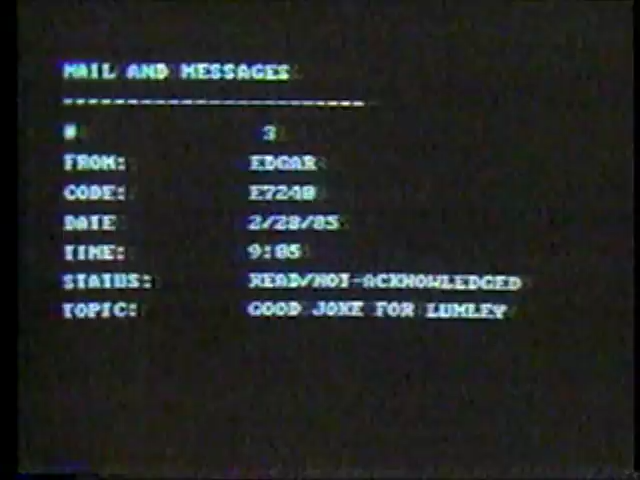 MAIL AND MESSAGES
--------------------------------
# 3
FROM: EDGAR
CODE: E7248
DATE 2/28/85
TIME: 9:05
STATUS: READ/NOT-ACKNOWLEDGED
TOPIC: GOOD JOKE FOR LUMLEY